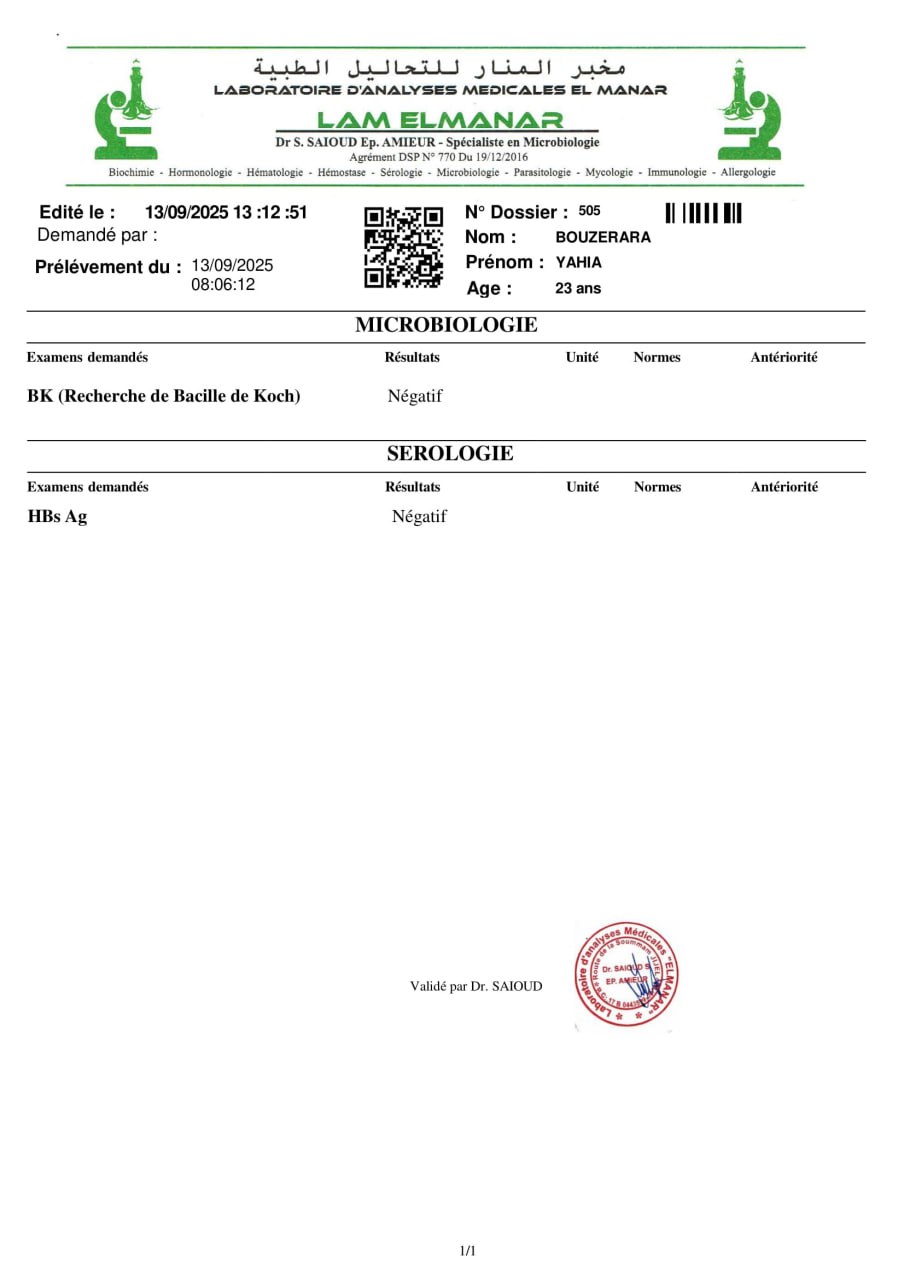 مخبر المنار للتحاليل الطبية
LABORATOIRE D'ANALYSES MEDICALES EL MANAR
LAM ELMANAR
Dr S. SAIOUD Ep. AMIEUR - Spécialiste en Microbiologie
Agrément DSP N° 770 Du 19/12/2016
Biochimie - Hormonologie - Hématologie - Hémostase - Sérologie - Microbiologie - Parasitologie - Mycologie - Immunologie - Allergologie
Edité le : 13/09/2025 13 :12 :51
Demandé par :
Prélévement du : 13/09/2025
08:06:12
N° Dossier : 505
Nom : BOUZERARA
Prénom : YAHIA
Age : 23 ans
MICROBIOLOGIE
Examens demandés Résultats Unité Normes Antériorité
BK (Recherche de Bacille de Koch) Négatif
SEROLOGIE
Examens demandés Résultats Unité Normes Antériorité
HBs Ag Négatif
Validé par Dr. SAIOUD
Laboratoire d'analyses Médicales "ELMANAR"
Route de la Soummam
Dr. SAIOUD S.
EP. AMIEUR
1/1